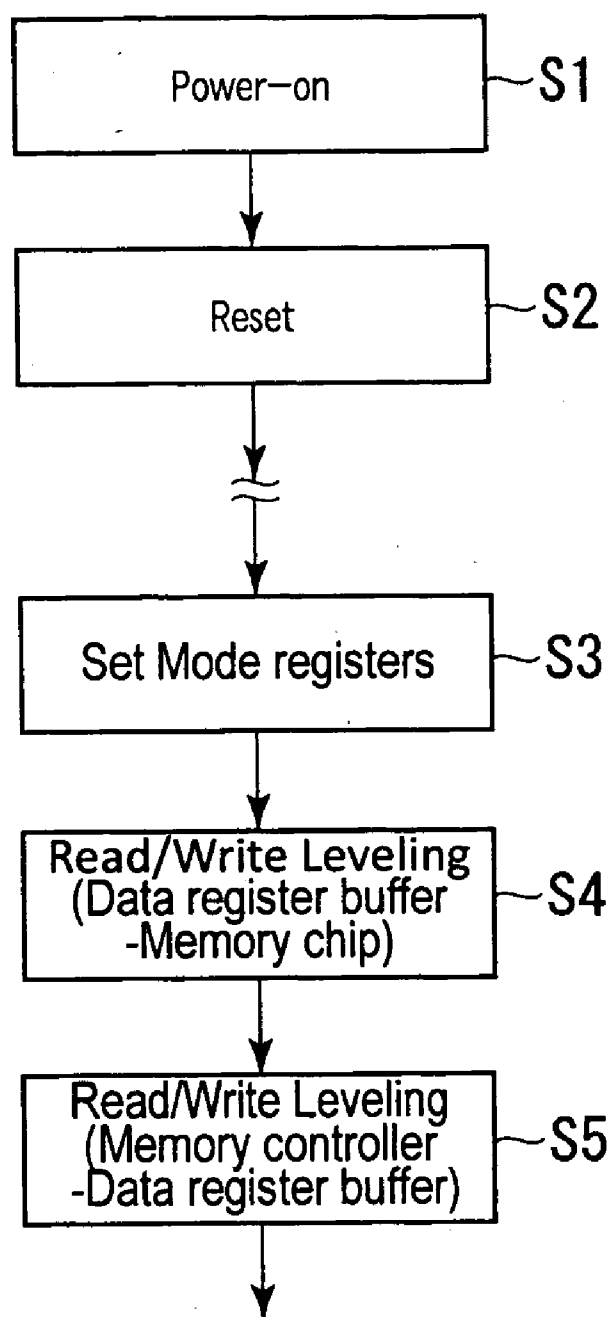 Power-on
S1
Reset
S2
Set Mode registers
S3
Read/Write Leveling
(Data register buffer
-Memory chip)
S4
Read/Write Leveling
(Memory controller
-Data register buffer)
S5